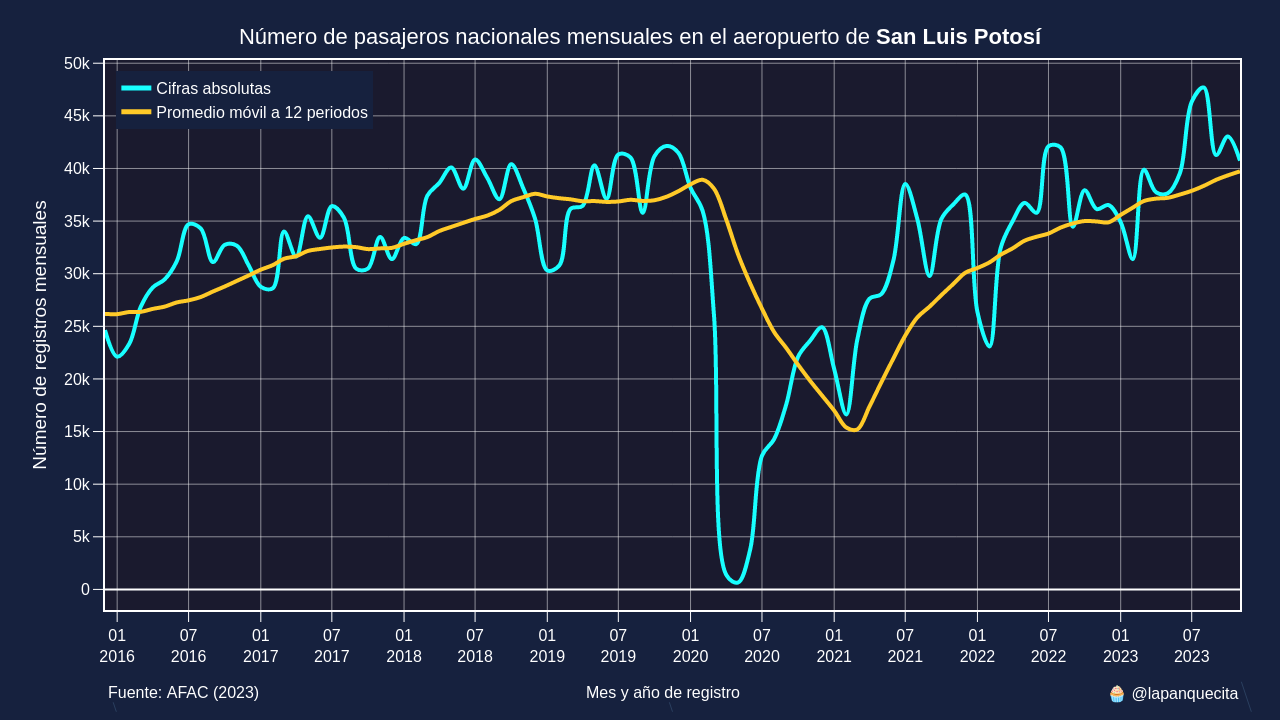 Número de pasajeros nacionales mensuales en el aeropuerto de San Luis Potosí
Cifras absolutas
Promedio móvil a 12 periodos
Número de registros mensuales
50k
45k
40k
35k
30k
25k
20k
15k
10k
5k
0
01 07 01 07 01 07 01 07 01 07 01 07 01 07 01 07
2016 2016 2017 2017 2018 2018 2019 2019 2020 2020 2021 2021 2022 2022 2023 2023
Fuente: AFAC (2023)
Mes y año de registro
🧁 @lapanquecita